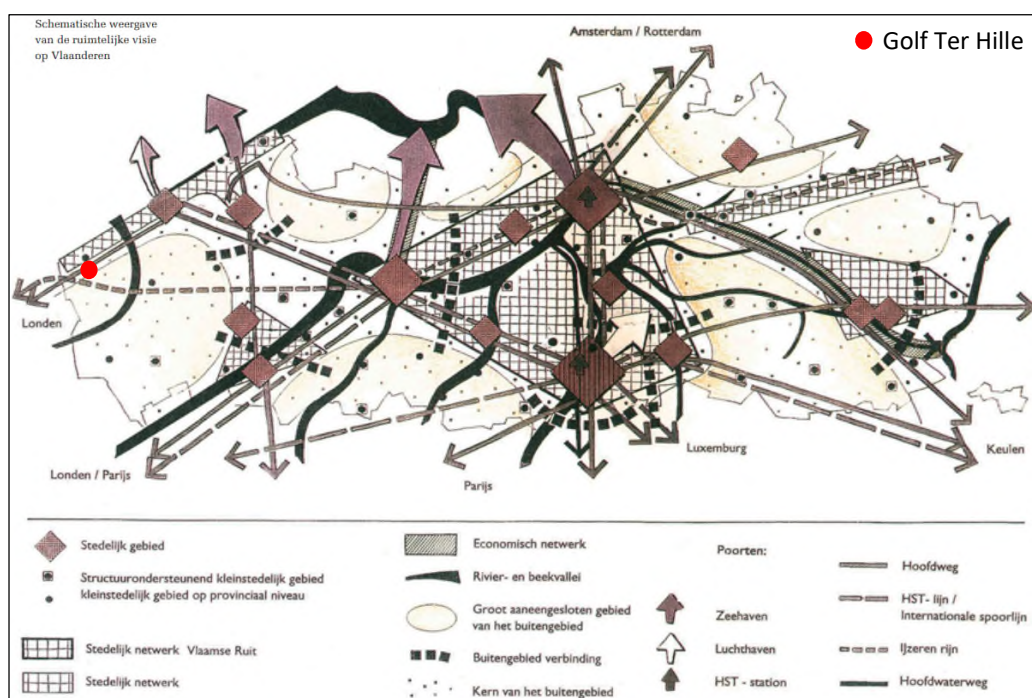 Schematische weergave
van de ruimtelijke visie
op Vlaanderen
Amsterdam / Rotterdam
Golf Ter Hille
Londen
Londen / Parijs
Parijs
Luxemburg
Keulen
Stedelijk gebied
Structuurondersteunend kleinstedelijk gebied
kleinstedelijk gebied op provinciaal niveau
Stedelijk netwerk Vlaamse Ruit
Stedelijk netwerk
Economisch netwerk
Rivier- en beekvallei
Groot aaneengesloten gebied
van het buitengebied
Buitengebied verbinding
Kern van het buitengebied
Poorten:
Zeehaven
Luchthaven
HST - station
Hoofdweg
HST- lijn /
Internationale spoorlijn
IJzeren rijn
Hoofdwaterweg